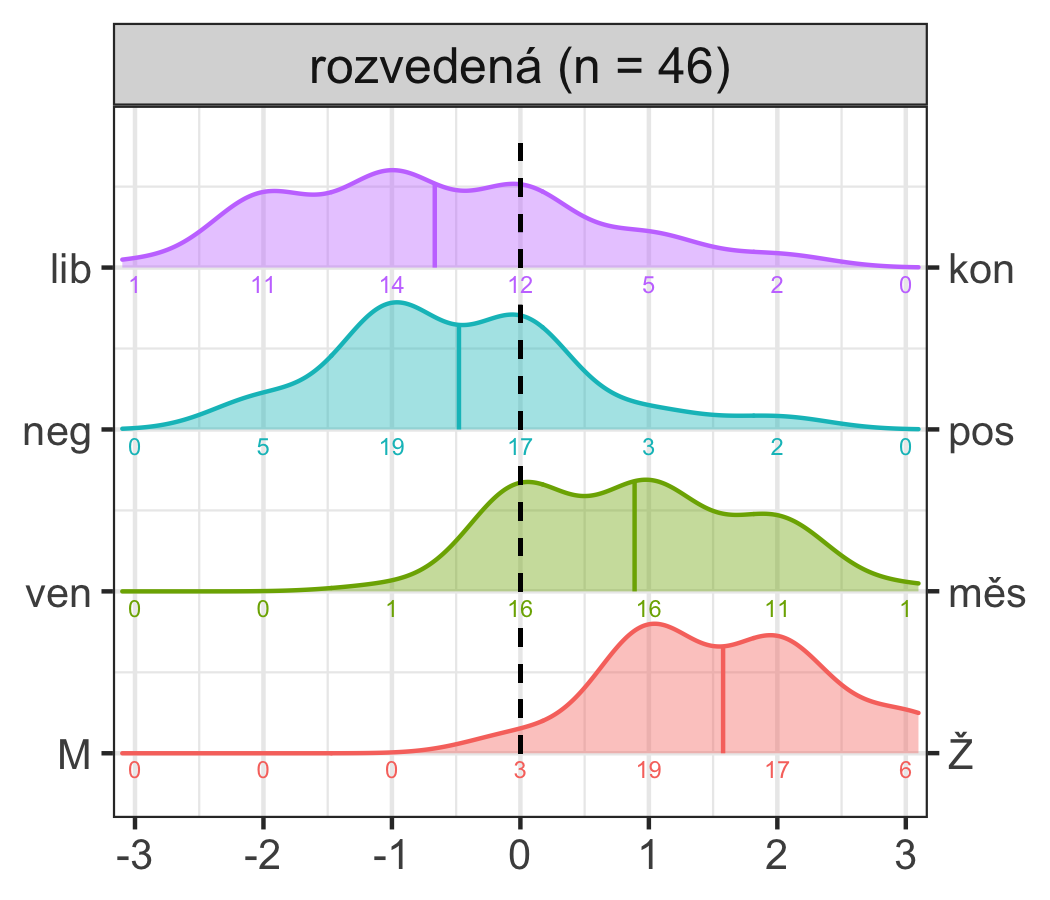 rozvedená (n = 46)
lib kon
1 11 14 12 5 2 0
neg pos
0 5 19 17 3 2 0
ven měs
0 0 1 16 16 11 1
M Ž
0 0 0 3 19 17 6
-3 -2 -1 0 1 2 3